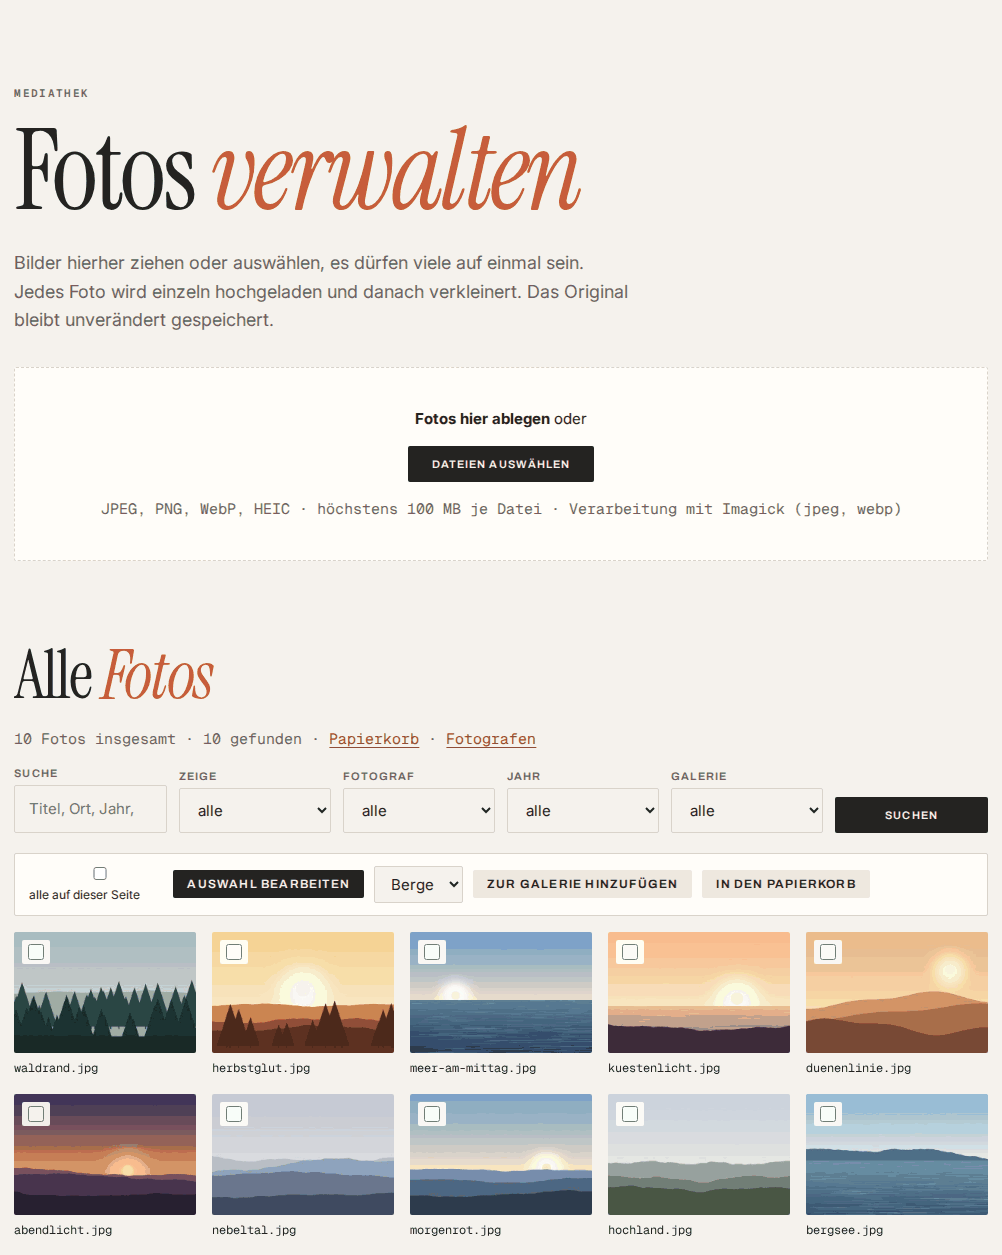 MEDIATHEK
Fotos verwalten
Bilder hierher ziehen oder auswählen, es dürfen viele auf einmal sein.
Jedes Foto wird einzeln hochgeladen und danach verkleinert. Das Original
bleibt unverändert gespeichert.
Fotos hier ablegen oder
DATEIEN AUSWÄHLEN
JPEG, PNG, WebP, HEIC · höchstens 100 MB je Datei · Verarbeitung mit Imagick (jpeg, webp)
Alle Fotos
10 Fotos insgesamt · 10 gefunden · Papierkorb · Fotografen
SUCHE ZEIGE FOTOGRAF JAHR GALERIE
Titel, Ort, Jahr, alle alle alle alle SUCHEN
alle auf dieser Seite AUSWAHL BEARBEITEN Berge ZUR GALERIE HINZUFÜGEN IN DEN PAPIERKORB
waldrand.jpg herbstglut.jpg meer-am-mittag.jpg kuestenlicht.jpg duenenlinie.jpg
abendlicht.jpg nebeltal.jpg morgenrot.jpg hochland.jpg bergsee.jpg